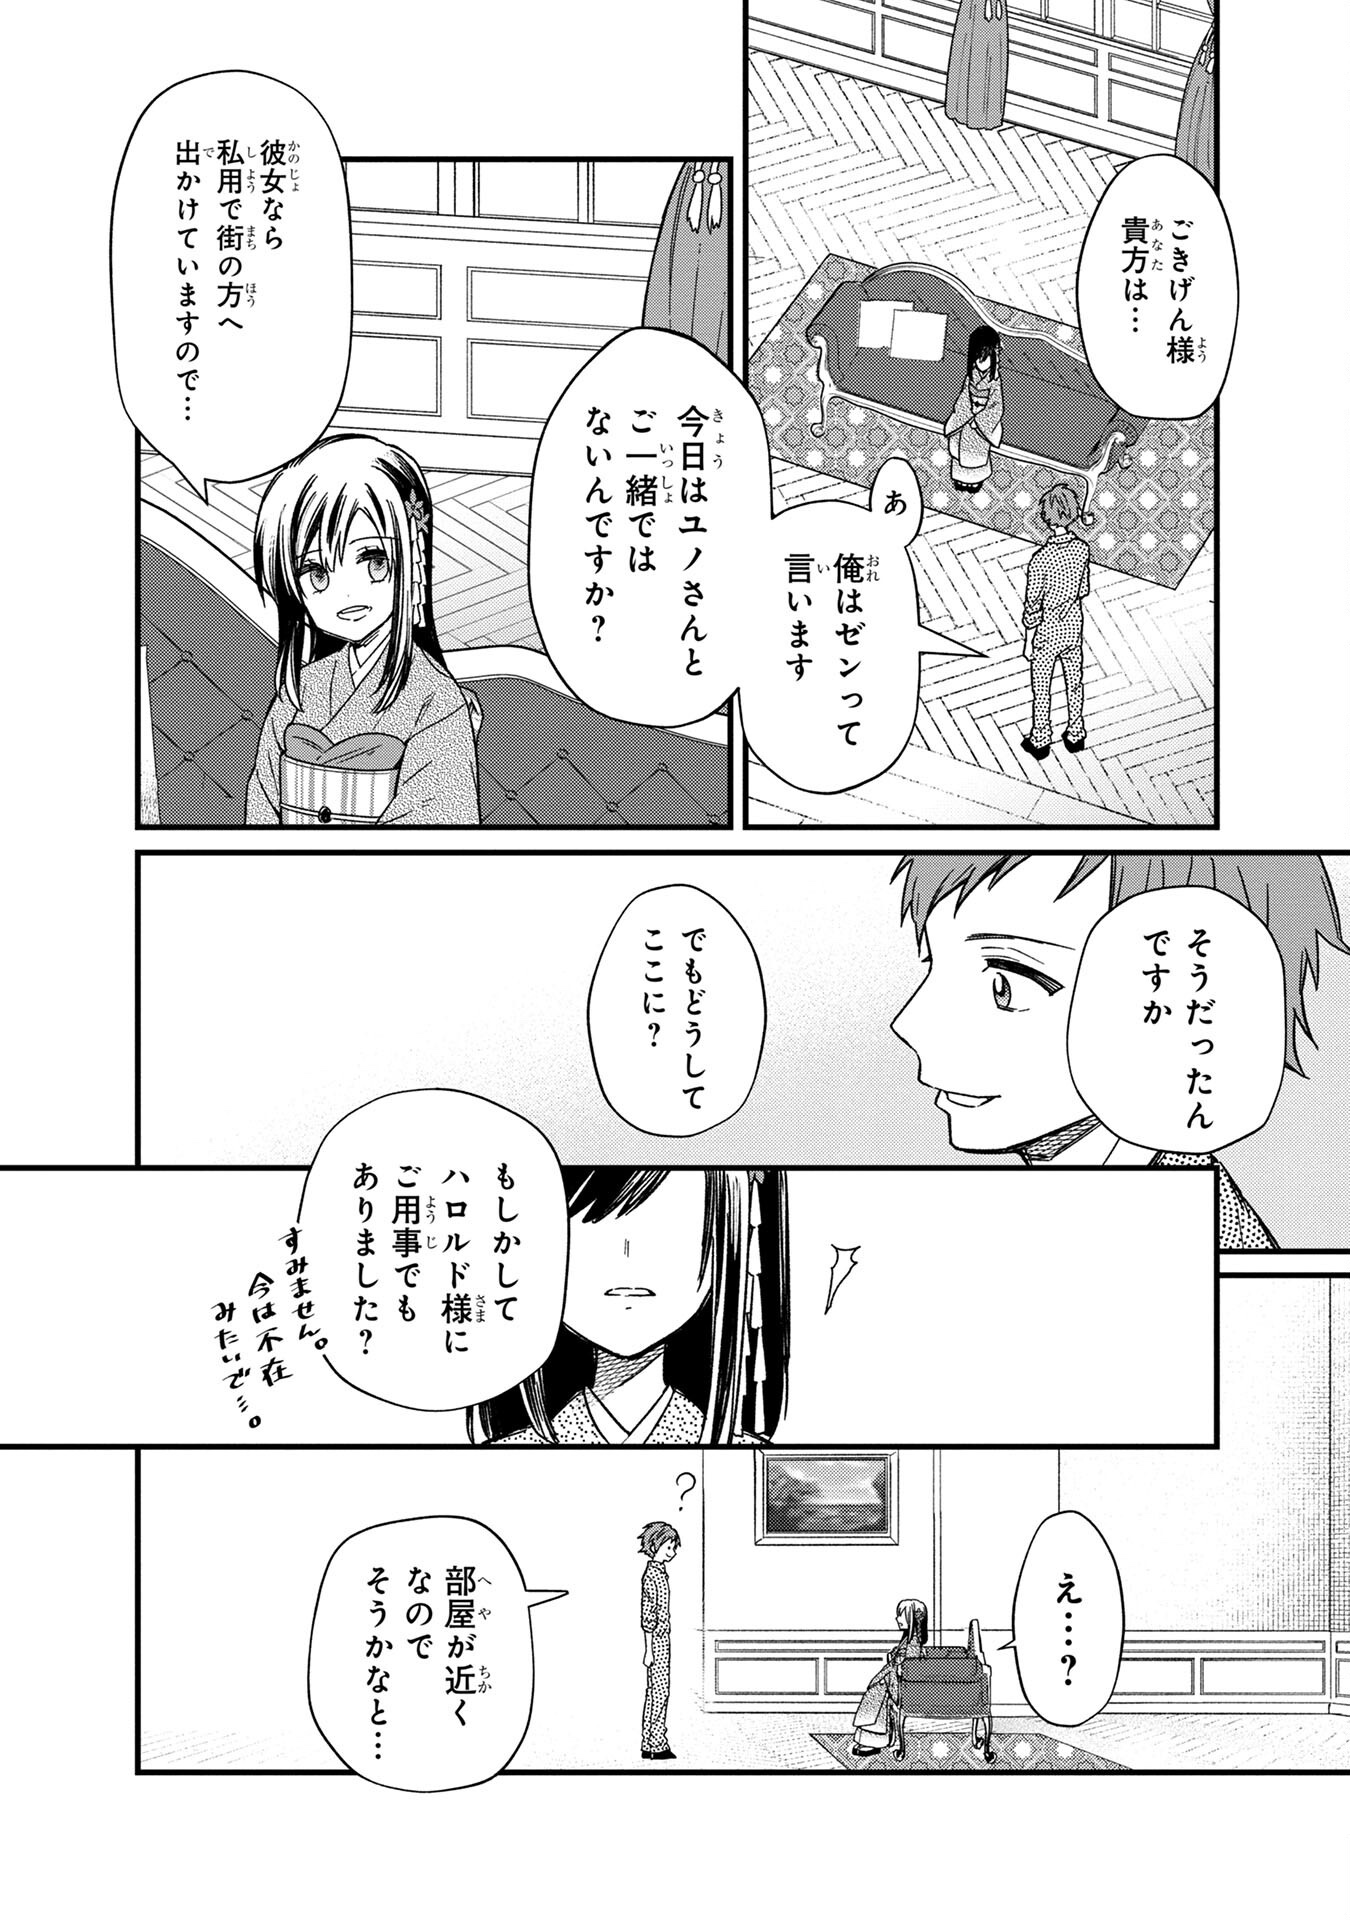 ごきげん様
貴方は…
あ
俺はゼンって
言います
今日はユノさんと
ご一緒では
ないんですか?
彼女なら
私用で街の方へ
出かけていますので…
そうだったん
ですか
でもどうして
ここに?
もしかして
ハロルド様に
ご用事でも
ありました?
すみません。
今は不在
みたいで…。
え…?
?
部屋が近く
なので
そうかなと…